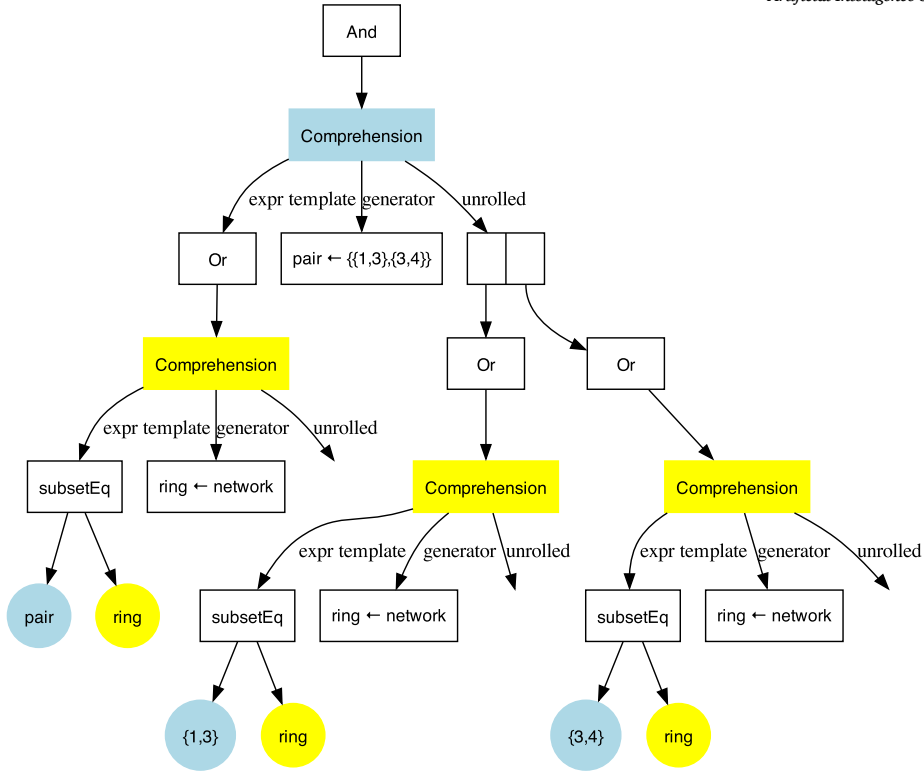 And
Comprehension
expr template generator unrolled
Or
pair ← {{1,3},{3,4}}
Or
Or
Comprehension
expr template generator unrolled
subsetEq
ring ← network
pair
ring
Comprehension
expr template generator unrolled
subsetEq
ring ← network
{1,3}
ring
Comprehension
expr template generator unrolled
subsetEq
ring ← network
{3,4}
ring